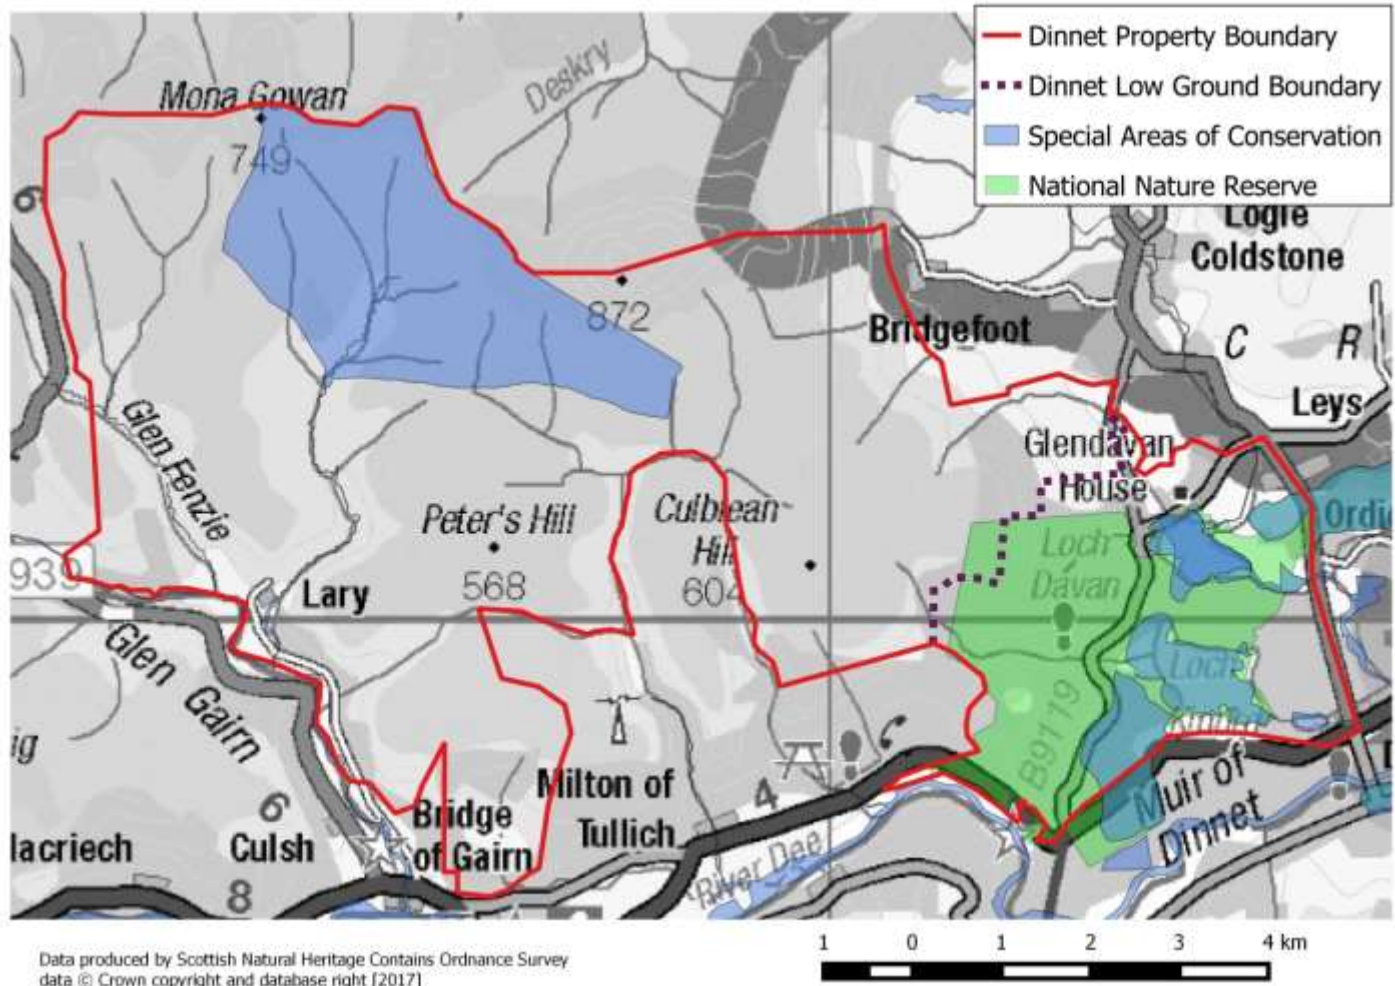 Dinnet Property Boundary
Dinnet Low Ground Boundary
Special Areas of Conservation
National Nature Reserve
Mona Gowan
749
Deskry
6
Logie
Coldstone
872
Bridgefoot
C R
Leys
Glen Fenzie
Glendavan
House
Peter's Hill
568
Culblean
Hill
604
Loch
Davan
Ordie
939
Lary
Glen Gairn
Loch
B9119
ig
6
Milton of
Tullich
4
Muir of
Dinnet
Bridge
of Gairn
lacriech
Culsh
8
River Dee
1 0 1 2 3 4 km
Data produced by Scottish Natural Heritage Contains Ordnance Survey
data © Crown copyright and database right [2017]